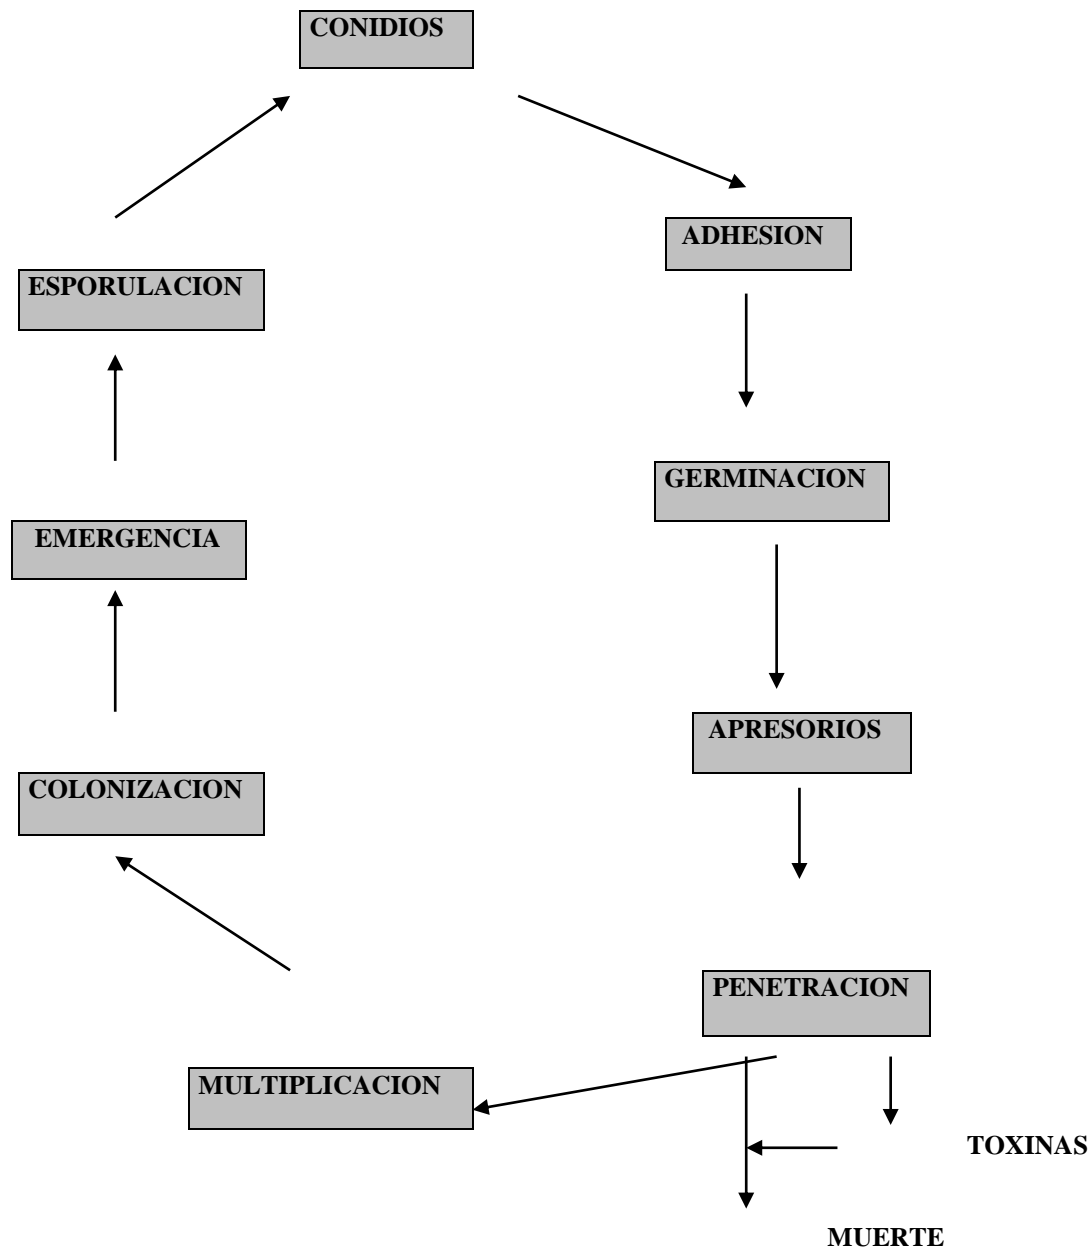 CONIDIOS
ADHESION
ESPORULACION
GERMINACION
EMERGENCIA
APRESORIOS
COLONIZACION
PENETRACION
MULTIPLICACION
TOXINAS
MUERTE